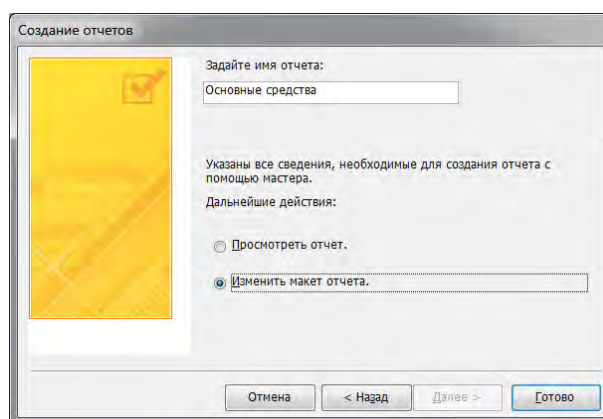 Создание отчетов
Задайте имя отчета:
Основные средства
Указаны все сведения, необходимые для создания отчета с
помощью мастера.
Дальнейшие действия:
Просмотреть отчет.
Изменить макет отчета.
Отмена
< Назад
Далее >
Готово